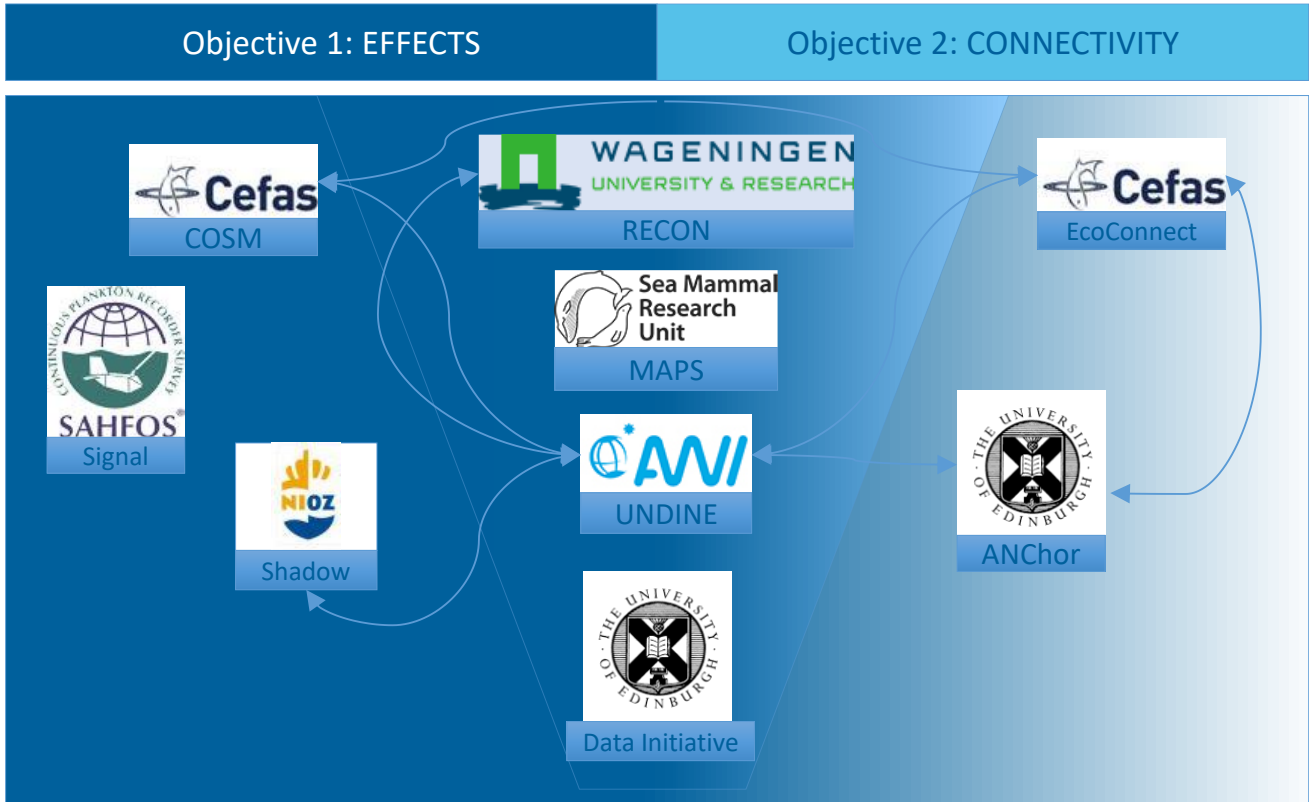 Objective 1: EFFECTS
Objective 2: CONNECTIVITY
Cefas
COSM
WAGENINGEN
UNIVERSITY & RESEARCH
RECON
Cefas
EcoConnect
CONTINUOUS PLANKTON RECORDER SURVEY
SAHFOS®
Signal
Sea Mammal
Research
Unit
MAPS
NIOZ
Shadow
AWI
UNDINE
THE UNIVERSITY
OF EDINBURGH
ANChor
THE UNIVERSITY
OF EDINBURGH
Data Initiative